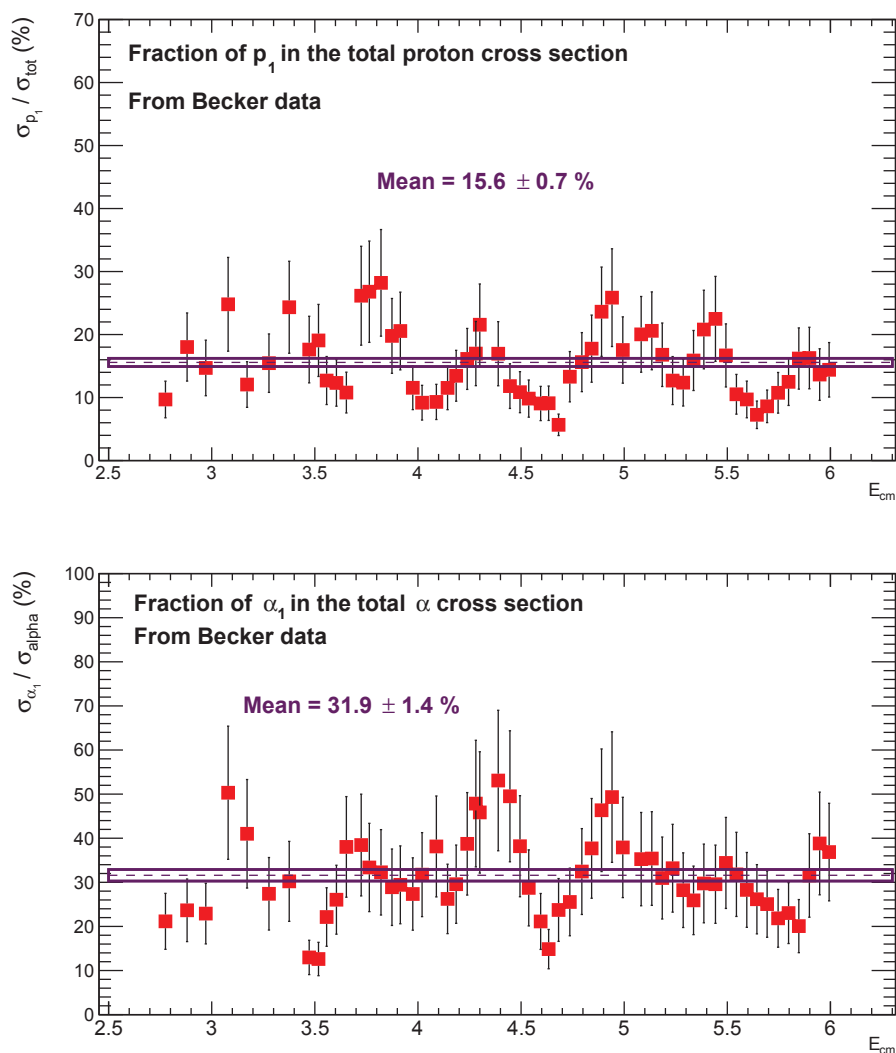 σp₁ / σtot (%)
70
60
50
40
30
20
10
0
Fraction of p₁ in the total proton cross section
From Becker data
Mean = 15.6 ± 0.7 %
2.5 3 3.5 4 4.5 5 5.5 6
Ecm
σα₁ / σalpha (%)
100
90
80
70
60
50
40
30
20
10
0
Fraction of α₁ in the total α cross section
From Becker data
Mean = 31.9 ± 1.4 %
2.5 3 3.5 4 4.5 5 5.5 6
Ecm